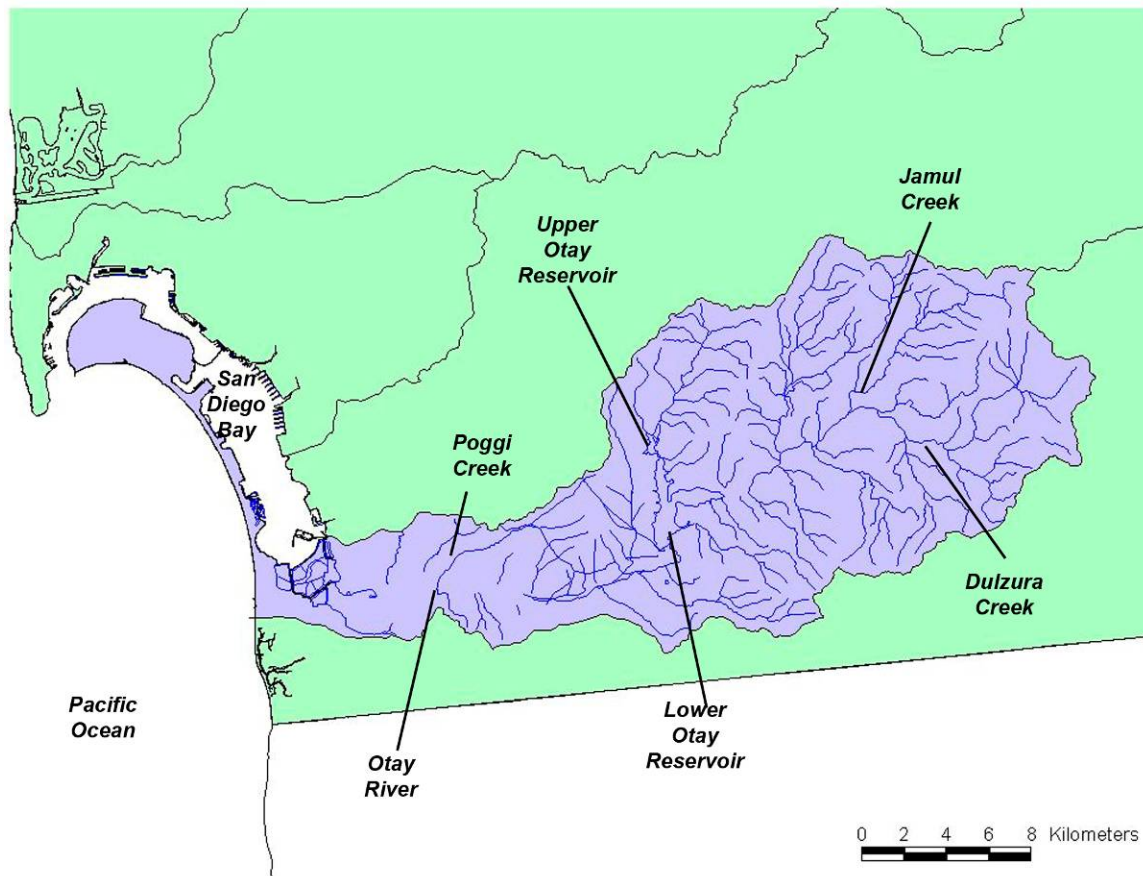 Jamul
Creek
Upper
Otay
Reservoir
San
Diego
Bay
Poggi
Creek
Dulzura
Creek
Pacific
Ocean
Lower
Otay
Reservoir
Otay
River
0 2 4 6 8 Kilometers